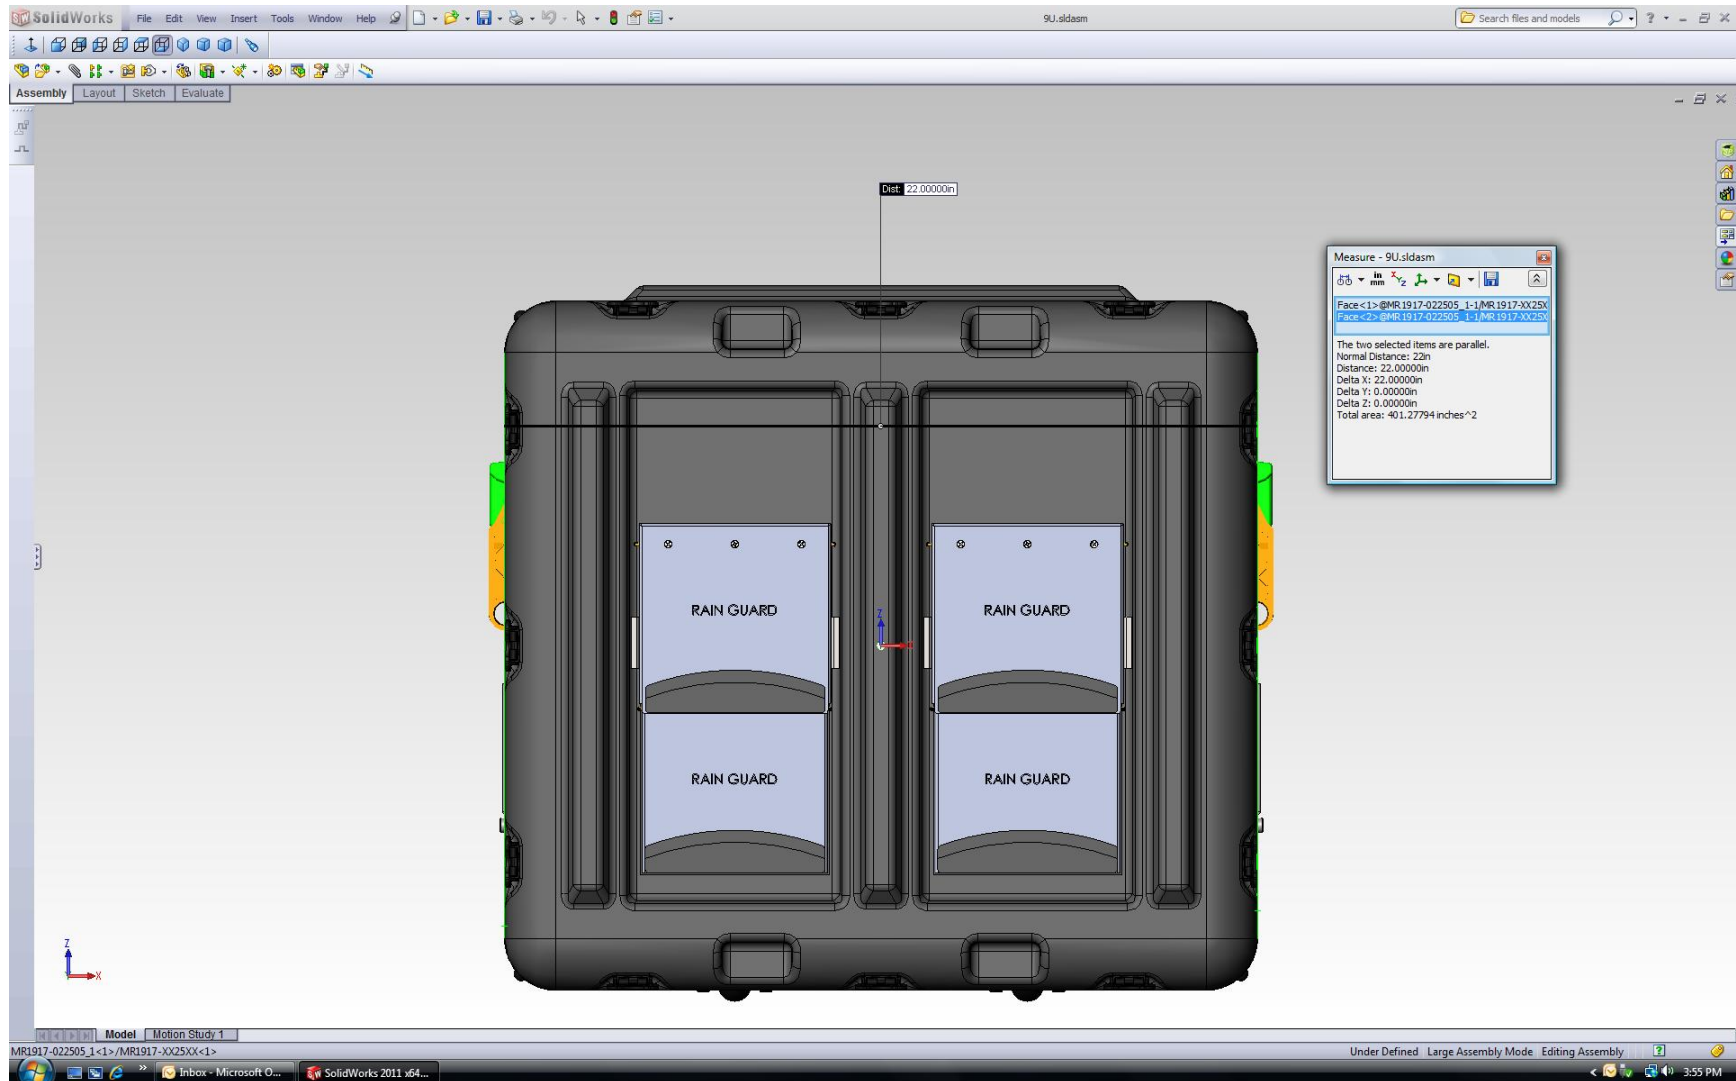 SolidWorks File Edit View Insert Tools Window Help 9U.sldasm Search files and models
Assembly Layout Sketch Evaluate
Dist: 22.00000in
Measure - 9U.sldasm
in
mm
Face<1>@MR1917-022505_1-1/MR1917-XX25X
Face<2>@MR1917-022505_1-1/MR1917-XX25X
The two selected items are parallel.
Normal Distance: 22in
Distance: 22.00000in
Delta X: 22.00000in
Delta Y: 0.00000in
Delta Z: 0.00000in
Total area: 401.27794 inches^2
RAIN GUARD RAIN GUARD
Z
RAIN GUARD RAIN GUARD
Z
X
Model Motion Study 1
MR1917-022505_1<1>/MR1917-XX25XX<1> Under Defined Large Assembly Mode Editing Assembly
Inbox - Microsoft O... SolidWorks 2011 x64... 3:55 PM